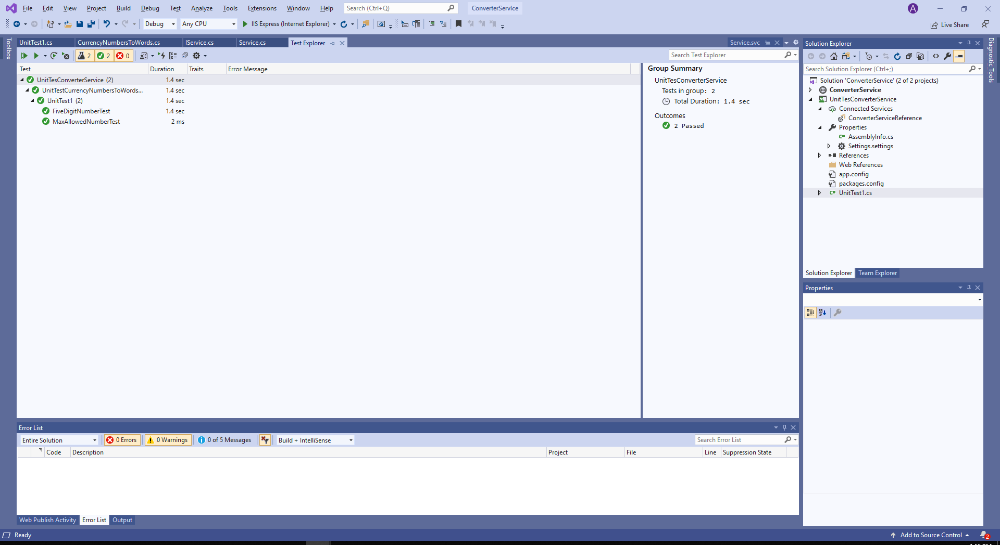 File Edit View Project Build Debug Test Analyze Tools Extensions Window Help Search (Ctrl+Q) ConverterService A
Debug Any CPU IIS Express (Internet Explorer) Live Share
Toolbox
UnitTest1.cs CurrencyNumbersToWords.cs IService.cs Service.cs Test Explorer Service.svc
2 2 0 Search Test Explorer
Test Duration Traits Error Message
UnitTesConverterService (2) 1.4 sec
UnitTestCurrencyNumbersToWords... 1.4 sec
UnitTest1 (2) 1.4 sec
FiveDigitNumberTest 1.4 sec
MaxAllowedNumberTest 2 ms
Group Summary
UnitTesConverterService
Tests in group: 2
Total Duration: 1.4 sec
Outcomes
2 Passed
Solution Explorer
Search Solution Explorer (Ctrl+;)
Solution 'ConverterService' (2 of 2 projects)
ConverterService
UnitTesConverterService
Connected Services
ConverterServiceReference
Properties
C# AssemblyInfo.cs
Settings.settings
References
Web References
app.config
packages.config
C# UnitTest1.cs
Solution Explorer Team Explorer
Diagnostic Tools
Properties
Error List
Entire Solution 0 Errors 0 Warnings 0 of 5 Messages Build + IntelliSense Search Error List
Code Description Project File Line Suppression State
Web Publish Activity Error List Output
Ready Add to Source Control 2